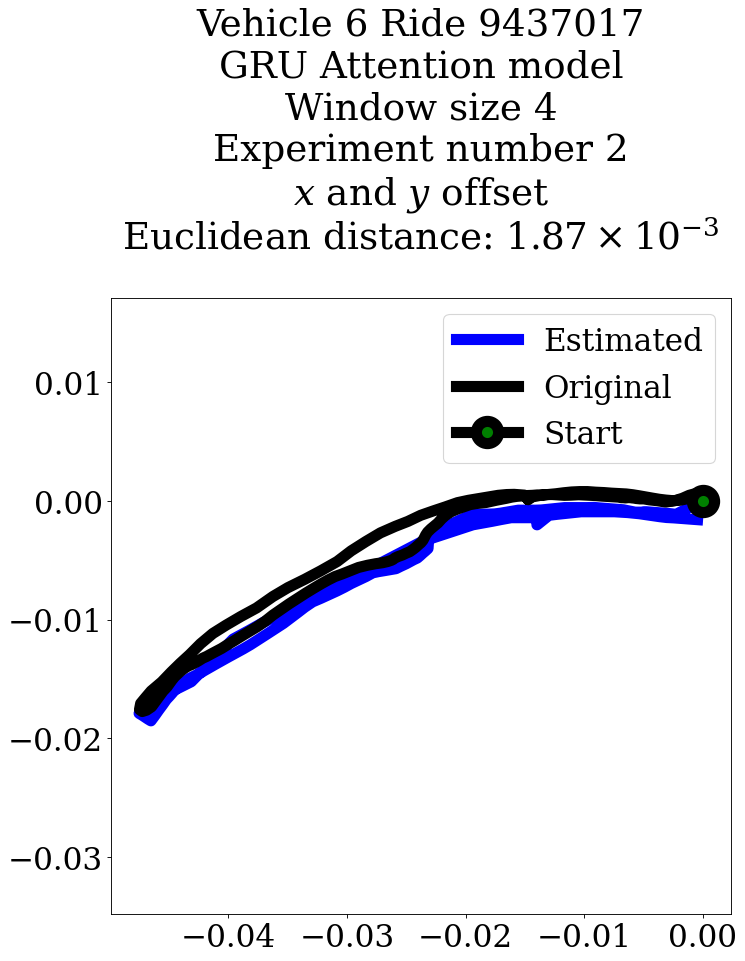 Vehicle 6 Ride 9437017
GRU Attention model
Window size 4
Experiment number 2
x and y offset
Euclidean distance: 1.87 × 10⁻³
Estimated
Original
Start
0.01
0.00
−0.01
−0.02
−0.03
−0.04 −0.03 −0.02 −0.01 0.00